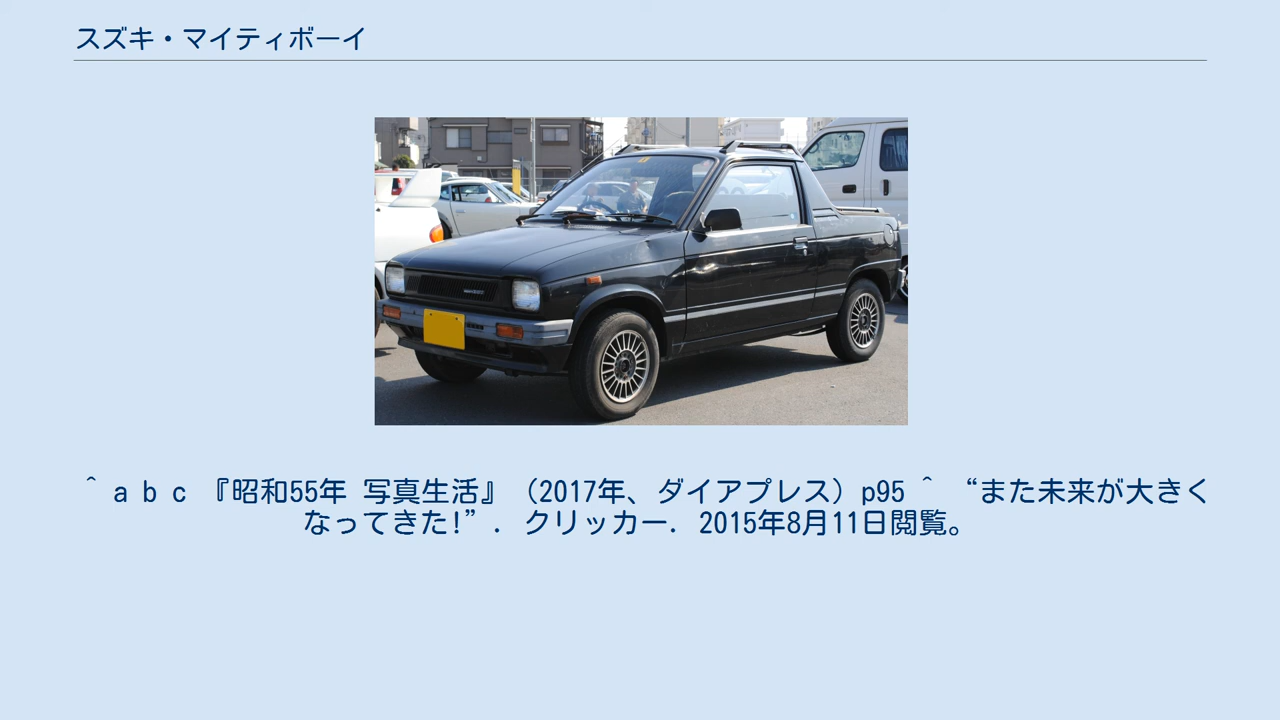 スズキ・マイティボーイ
^ a b c 『昭和55年 写真生活』（2017年、ダイアプレス）p95 ^ “また未来が大きく
なってきた!”. クリッカー. 2015年8月11日閲覧。